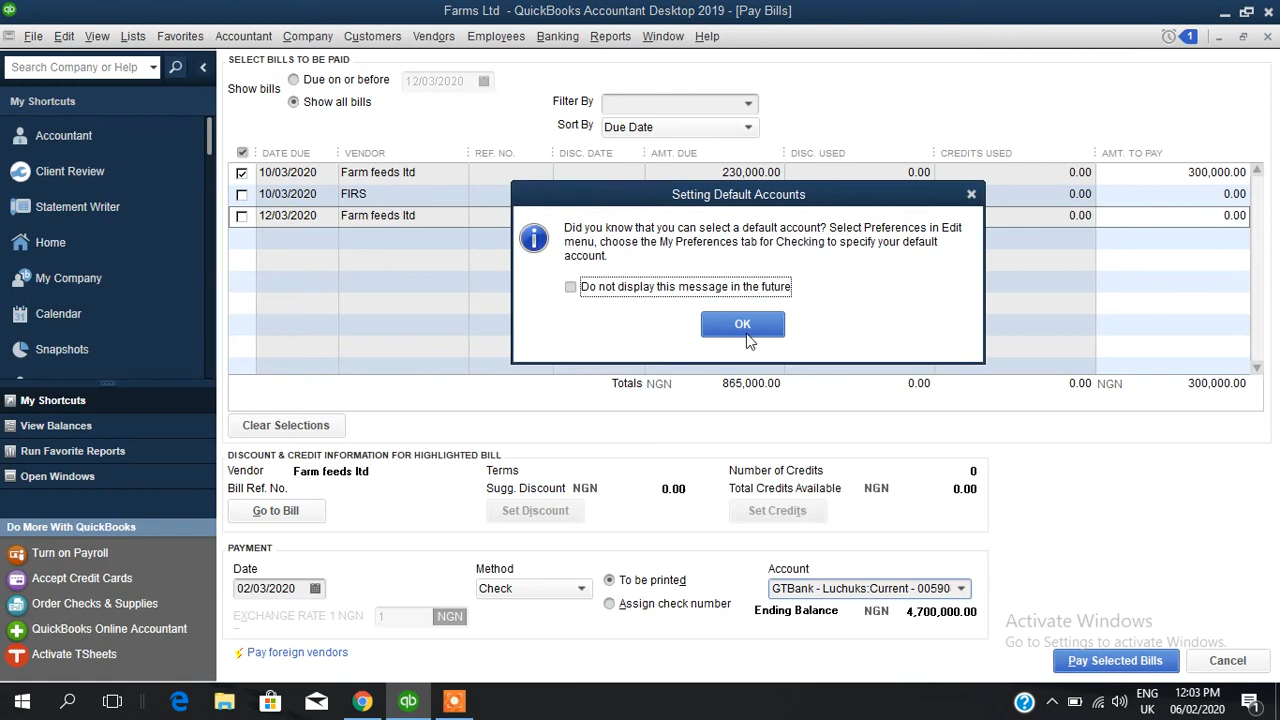 Farms Ltd - QuickBooks Accountant Desktop 2019 - [Pay Bills]
File Edit View Lists Favorites Accountant Company Customers Vendors Employees Banking Reports Window Help 1
Search Company or Help
My Shortcuts
Accountant
Client Review
Statement Writer
Home
My Company
Calendar
Snapshots
My Shortcuts
View Balances
Run Favorite Reports
Open Windows
Do More With QuickBooks
Turn on Payroll
Accept Credit Cards
Order Checks & Supplies
QuickBooks Online Accountant
Activate TSheets
SELECT BILLS TO BE PAID
Show bills
Due on or before 12/03/2020
Show all bills
Filter By
Sort By Due Date
DATE DUE VENDOR REF. NO. DISC. DATE AMT. DUE DISC. USED CREDITS USED AMT. TO PAY
10/03/2020 Farm feeds ltd 230,000.00 0.00 0.00 300,000.00
10/03/2020 FIRS 0.00
12/03/2020 Farm feeds ltd 0.00
Totals NGN 865,000.00 0.00 0.00 NGN 300,000.00
Setting Default Accounts
Did you know that you can select a default account? Select Preferences in Edit
menu, choose the My Preferences tab for Checking to specify your default
account.
Do not display this message in the future
OK
Clear Selections
DISCOUNT & CREDIT INFORMATION FOR HIGHLIGHTED BILL
Vendor Farm feeds ltd Terms Number of Credits 0
Bill Ref. No. Sugg. Discount NGN 0.00 Total Credits Available NGN 0.00
Go to Bill Set Discount Set Credits
PAYMENT
Date Method Account
02/03/2020 Check To be printed GTBank - Luchuks:Current - 00590
Assign check number Ending Balance NGN 4,700,000.00
EXCHANGE RATE 1 NGN 1 NGN
Pay foreign vendors
Activate Windows
Go to Settings to activate Windows.
Pay Selected Bills Cancel
ENG 12:03 PM
UK 06/02/2020 1